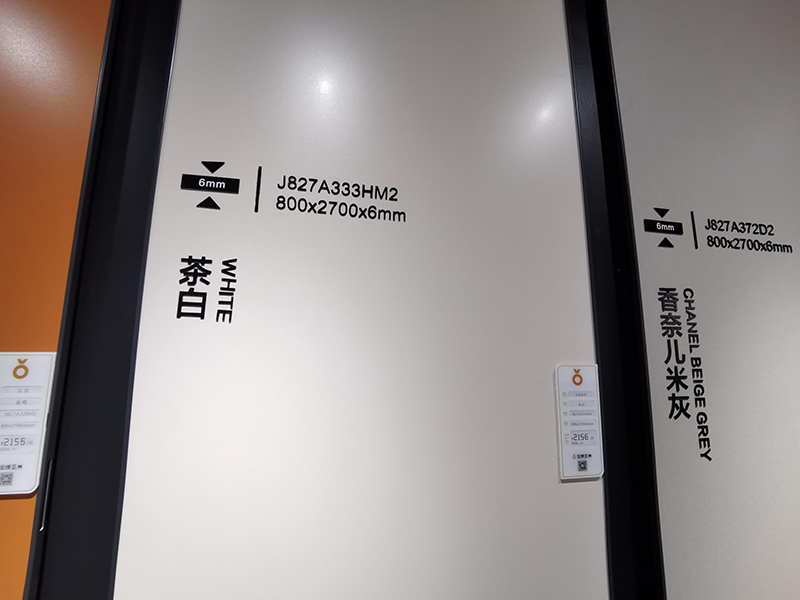 6mm
J827A333HM2
800x2700x6mm
茶白
WHITE
6mm
J827A372D2
800x2700x6mm
香奈儿米灰
CHANEL BEIGE GREY
2156
2156